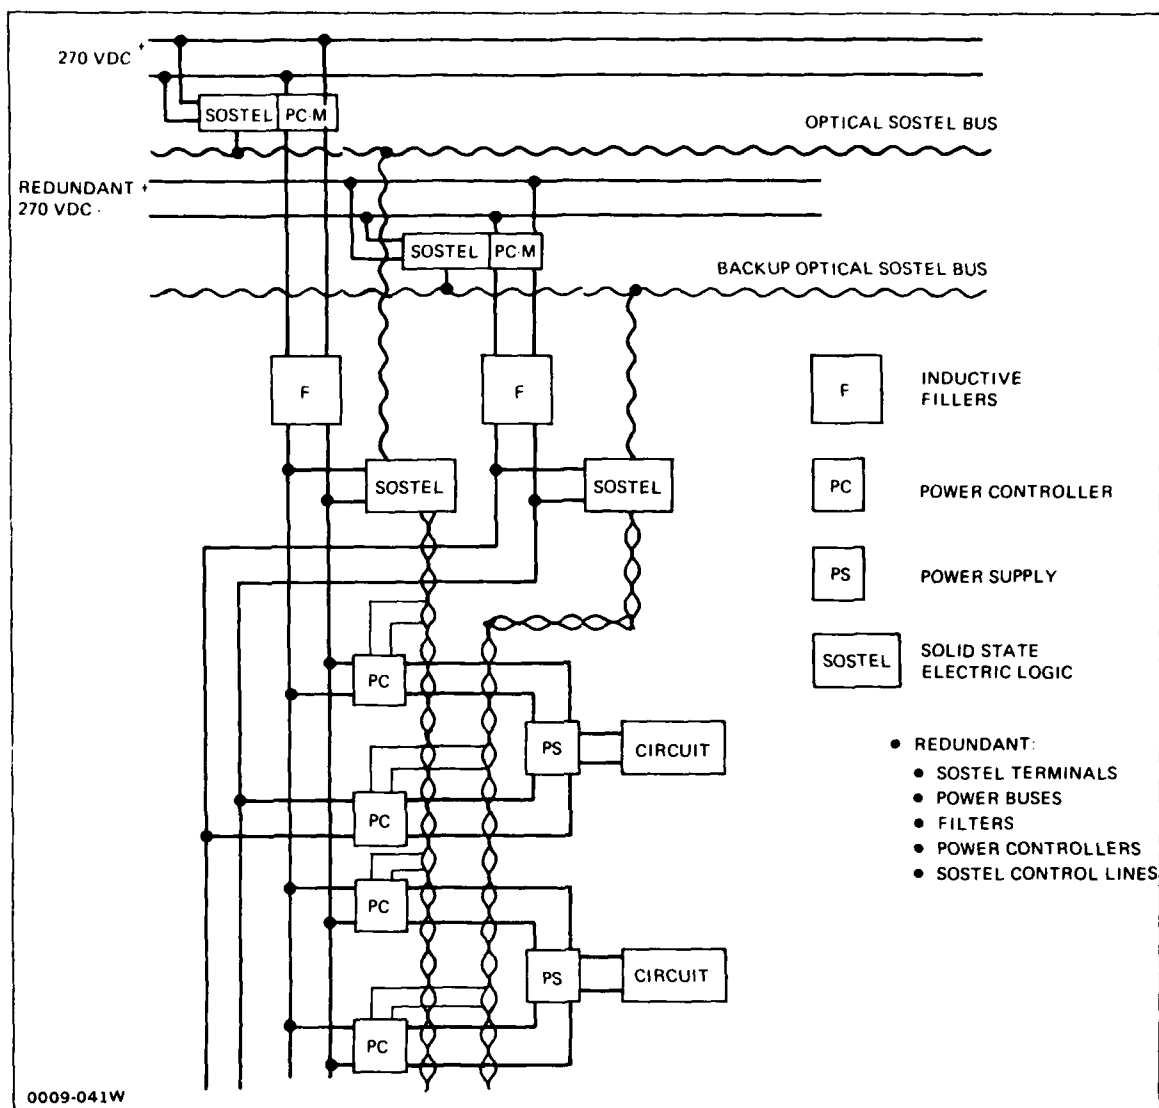 +
270 VDC
SOSTEL PC-M
OPTICAL SOSTEL BUS
REDUNDANT +
270 VDC -
SOSTEL PC-M
BACKUP OPTICAL SOSTEL BUS
F
F
F
INDUCTIVE
FILLERS
SOSTEL
SOSTEL
PC
POWER CONTROLLER
PS
POWER SUPPLY
SOSTEL
SOLID STATE
ELECTRIC LOGIC
PC
PS
CIRCUIT
PC
PC
PS
CIRCUIT
PC
• REDUNDANT:
• SOSTEL TERMINALS
• POWER BUSES
• FILTERS
• POWER CONTROLLERS
• SOSTEL CONTROL LINES
0009-041W